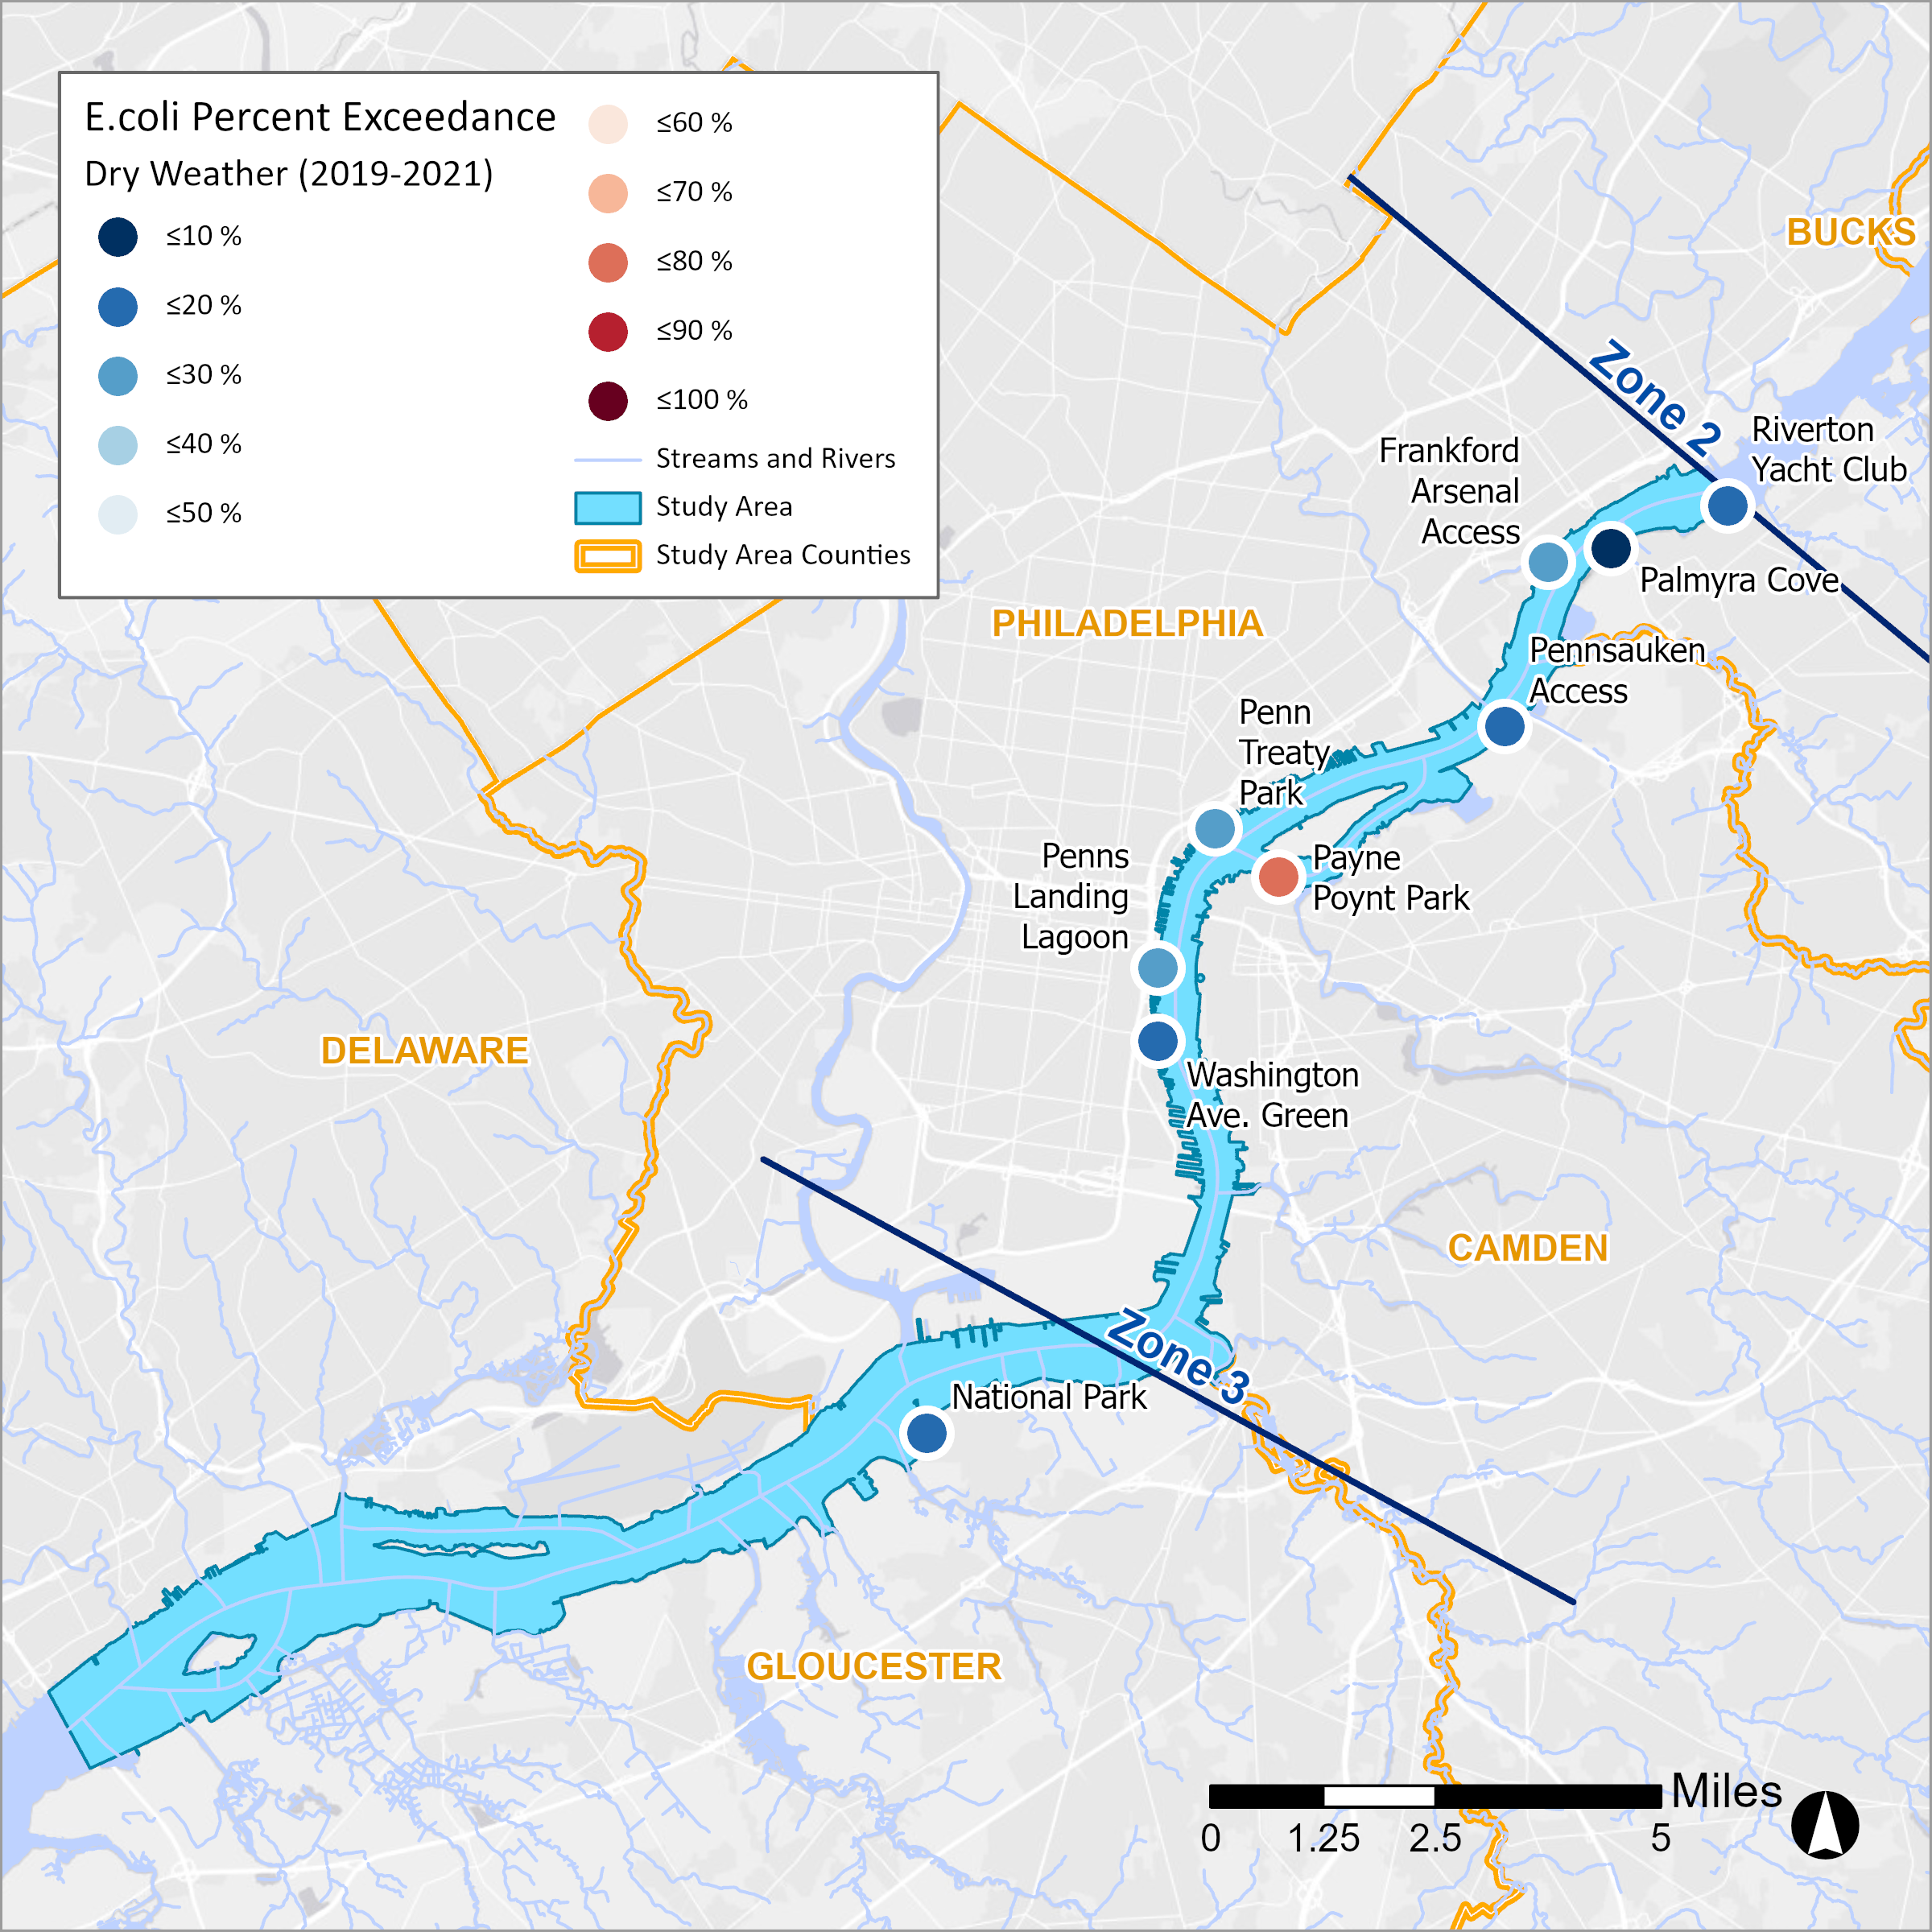 E.coli Percent Exceedance
Dry Weather (2019-2021)
≤10 %
≤20 %
≤30 %
≤40 %
≤50 %
≤60 %
≤70 %
≤80 %
≤90 %
≤100 %
Streams and Rivers
Study Area
Study Area Counties
BUCKS
Zone 2
Riverton
Yacht Club
Frankford
Arsenal
Access
Palmyra Cove
PHILADELPHIA
Pennsauken
Access
Penn
Treaty
Park
Penns
Landing
Lagoon
Payne
Poynt Park
DELAWARE
Washington
Ave. Green
CAMDEN
Zone 3
National Park
GLOUCESTER
Miles
0 1.25 2.5 5